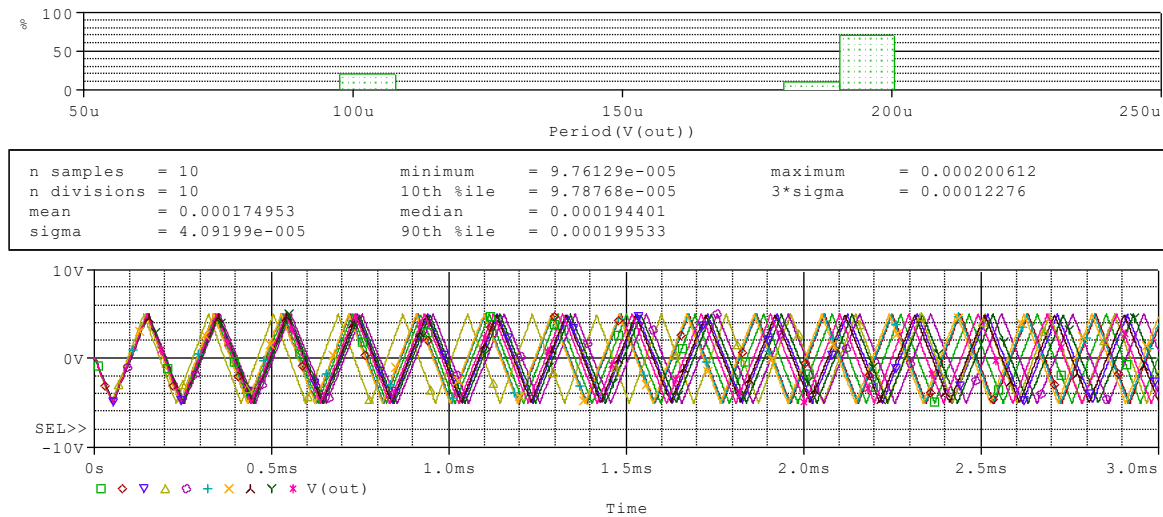 100
%
50
0
50u 100u 150u 200u 250u
Period(V(out))
n samples = 10 minimum = 9.76129e-005 maximum = 0.000200612
n divisions = 10 10th %ile = 9.78768e-005 3*sigma = 0.00012276
mean = 0.000174953 median = 0.000194401
sigma = 4.09199e-005 90th %ile = 0.000199533
10V
0V
SEL>>
-10V
0s 0.5ms 1.0ms 1.5ms 2.0ms 2.5ms 3.0ms
V(out)
Time